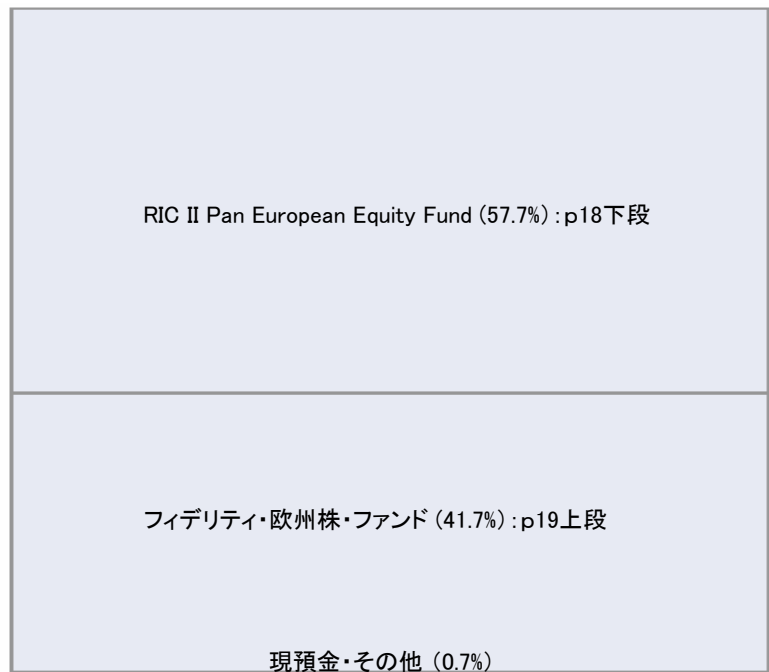 RIC II Pan European Equity Fund (57.7%):p18下段
フィデリティ・欧州株・ファンド (41.7%):p19上段
現預金・その他 (0.7%)